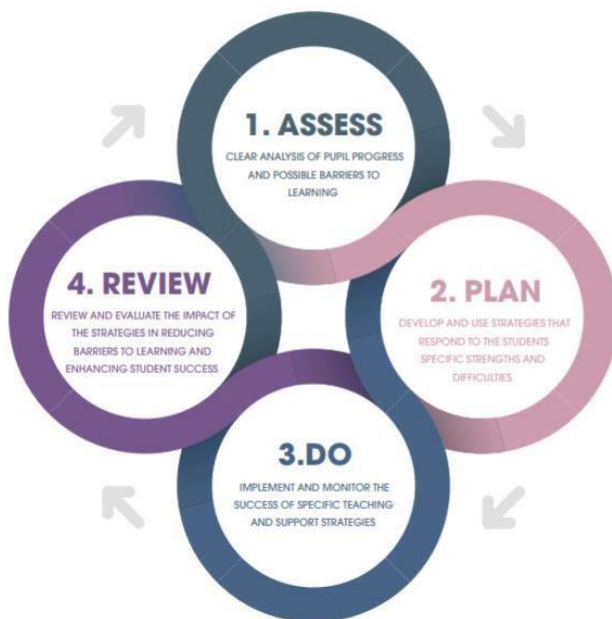 1. ASSESS
CLEAR ANALYSIS OF PUPIL PROGRESS
AND POSSIBLE BARRIERS TO
LEARNING
2. PLAN
DEVELOP AND USE STRATEGIES THAT
RESPOND TO THE STUDENTS
SPECIFIC STRENGTHS AND
DIFFICULTIES
3.DO
IMPLEMENT AND MONITOR THE
SUCCESS OF SPECIFIC TEACHING
AND SUPPORT STRATEGIES
4. REVIEW
REVIEW AND EVALUATE THE IMPACT OF
THE STRATEGIES IN REDUCING
BARRIERS TO LEARNING AND
ENHANCING STUDENT SUCCESS